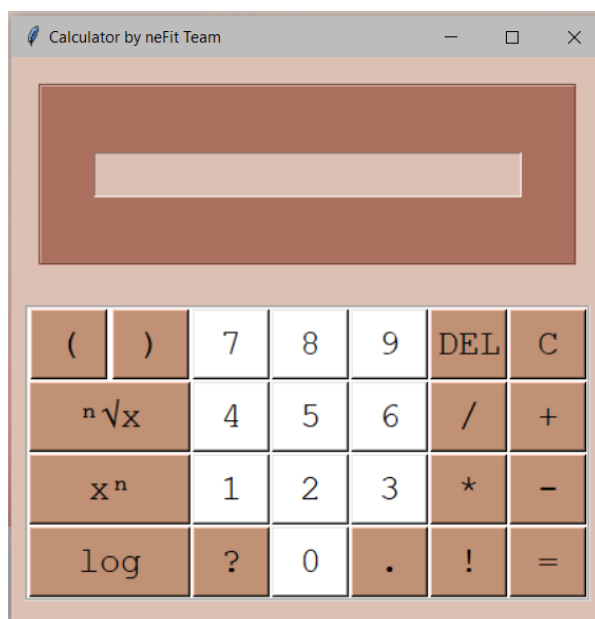 Calculator by neFit Team
( ) 7 8 9 DEL C
ⁿ√x 4 5 6 / +
xⁿ 1 2 3 * -
log ? 0 . ! =